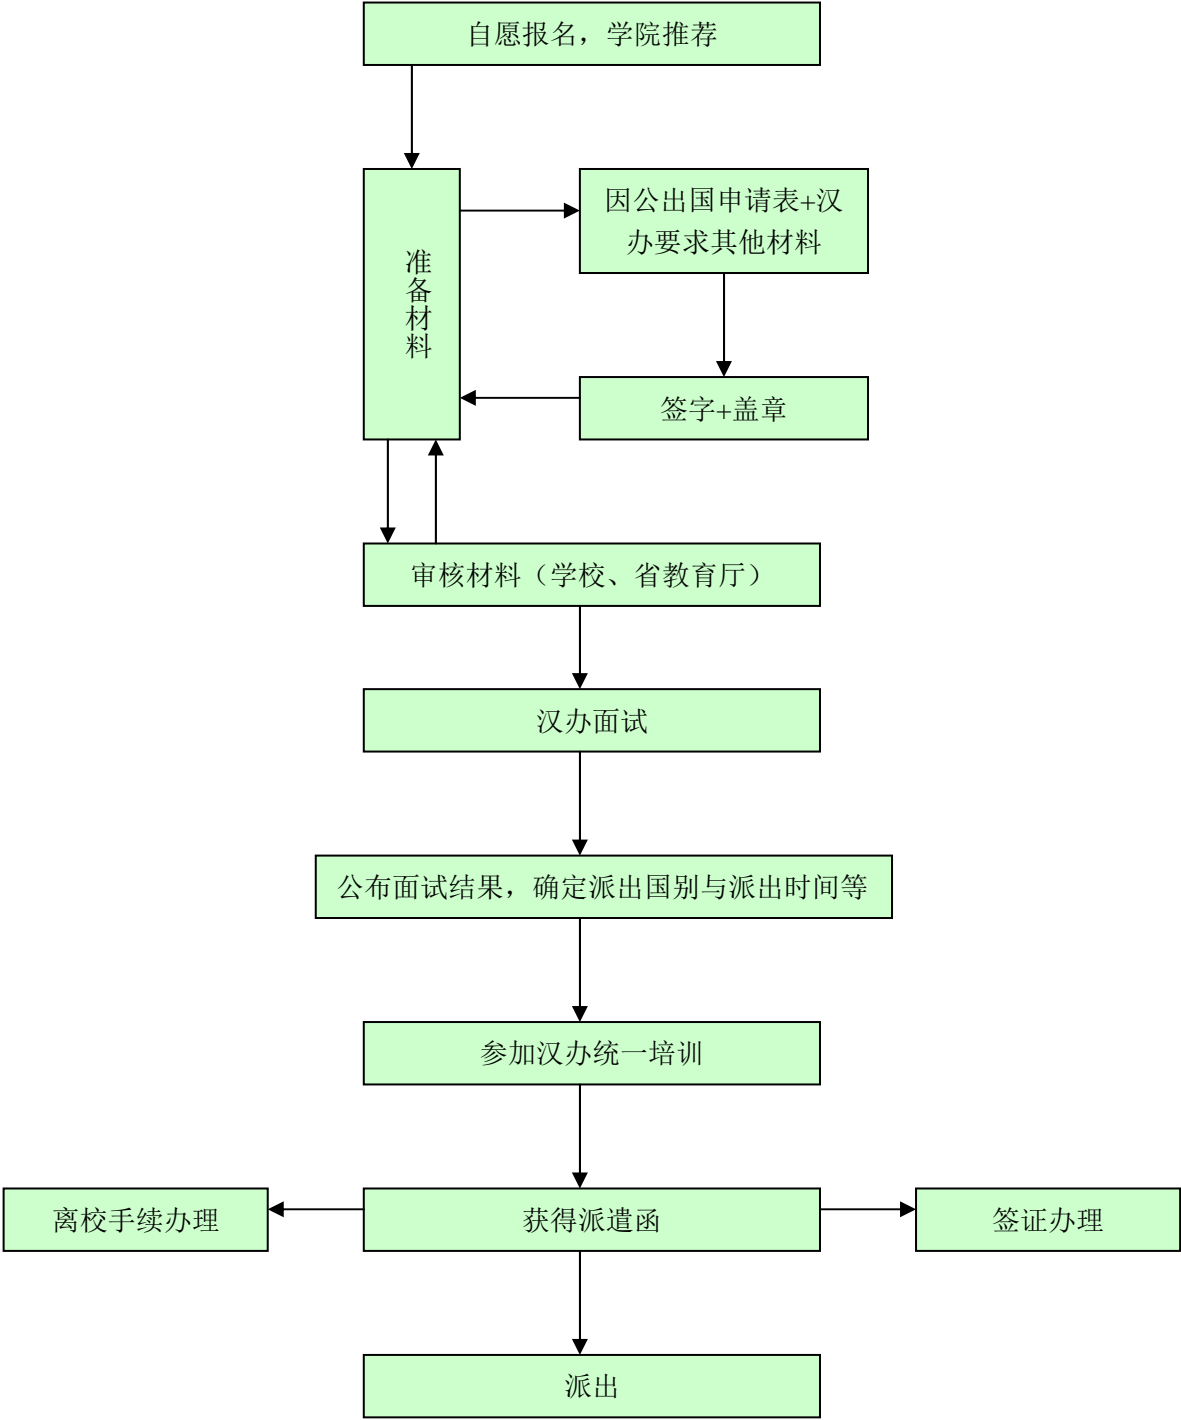 自愿报名，学院推荐
准备材料
因公出国申请表+汉
办要求其他材料
签字+盖章
审核材料（学校、省教育厅）
汉办面试
公布面试结果，确定派出国别与派出时间等
参加汉办统一培训
离校手续办理
获得派遣函
签证办理
派出